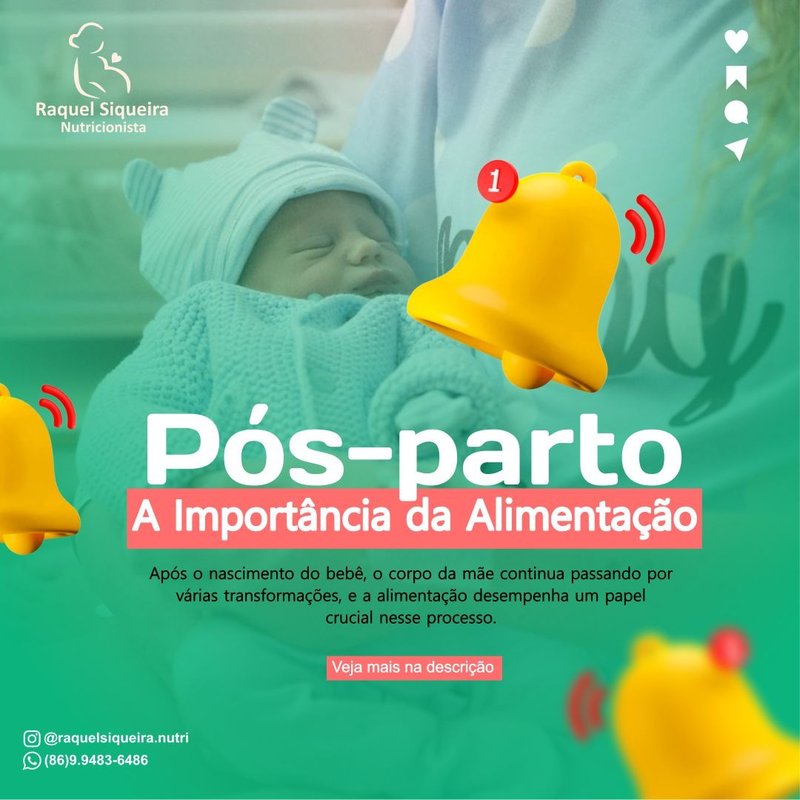 Raquel Siqueira
Nutricionista
1
Pós-parto
A Importância da Alimentação
Após o nascimento do bebê, o corpo da mãe continua passando por
várias transformações, e a alimentação desempenha um papel
crucial nesse processo.
Veja mais na descrição
@raquelsiqueira.nutri
(86)9.9483-6486